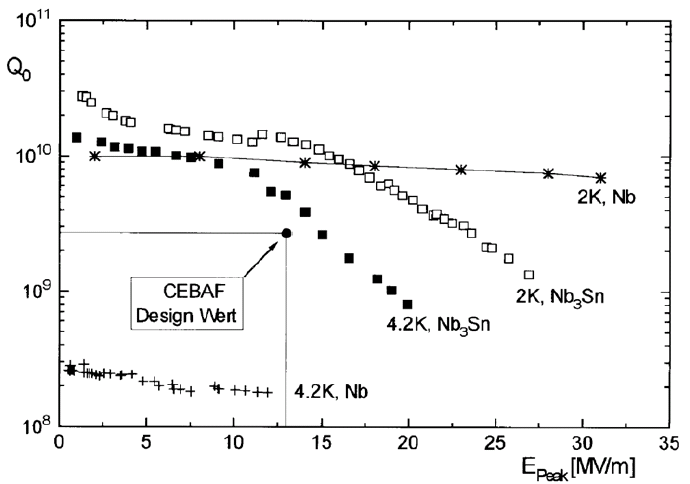 10¹¹
Q₀
10¹⁰
2K, Nb
CEBAF
Design Wert
10⁹
2K, Nb₃Sn
4.2K, Nb₃Sn
4.2K, Nb
10⁸
0 5 10 15 20 25 30 35
E_Peak [MV/m]